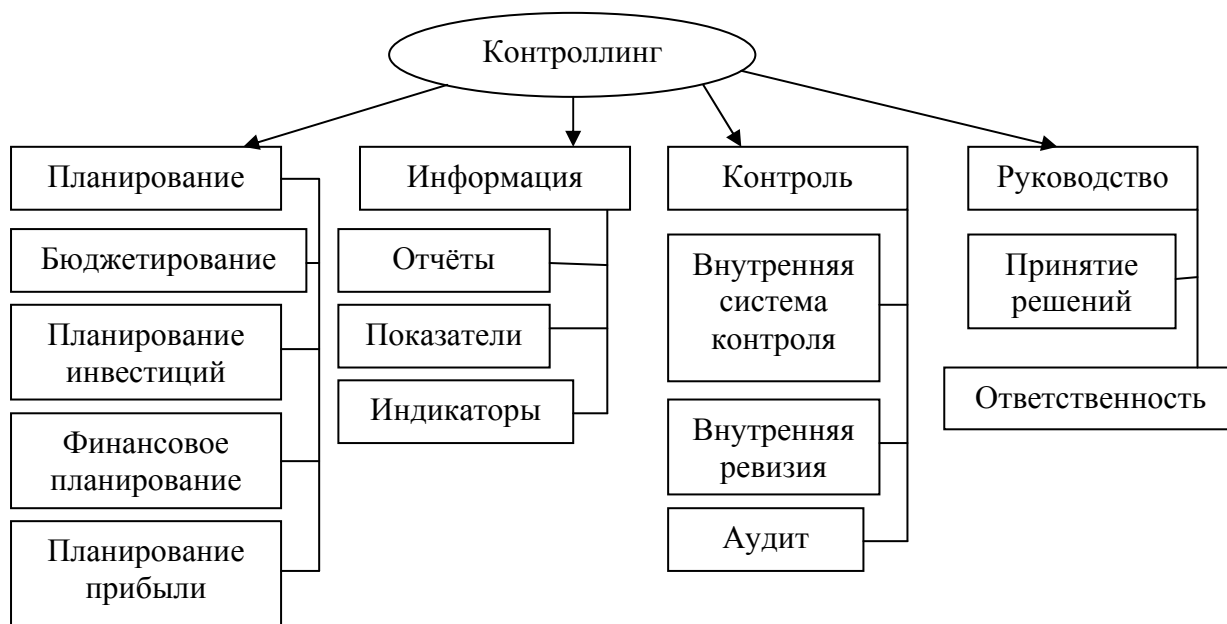 Контроллинг
Планирование
Бюджетирование
Планирование
инвестиций
Финансовое
планирование
Планирование
прибыли
Информация
Отчёты
Показатели
Индикаторы
Контроль
Внутренняя
система
контроля
Внутренняя
ревизия
Аудит
Руководство
Принятие
решений
Ответственность